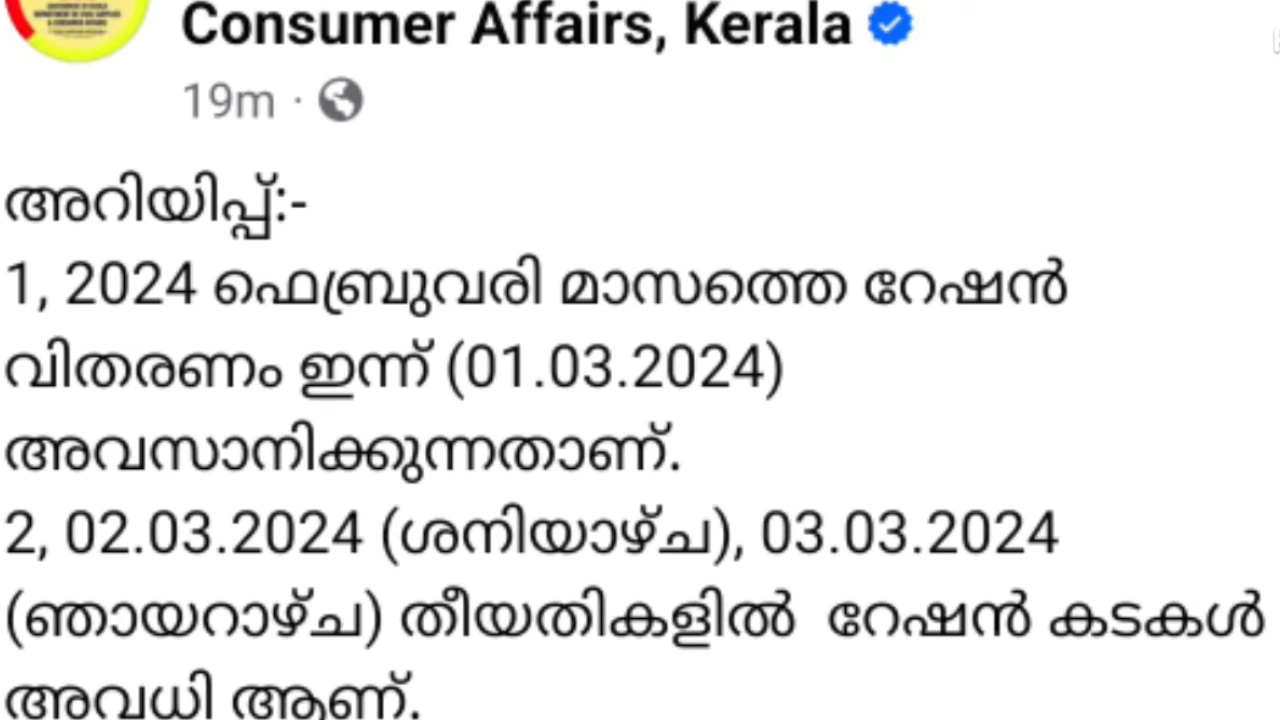 Consumer Affairs, Kerala
19m ·
അറിയിപ്പ്:-
1, 2024 ഫെബ്രുവരി മാസത്തെ റേഷൻ
വിതരണം ഇന്ന് (01.03.2024)
അവസാനിക്കുന്നതാണ്.
2, 02.03.2024 (ശനിയാഴ്ച), 03.03.2024
(ഞായറാഴ്ച) തീയതികളിൽ റേഷൻ കടകൾ
അവധി ആണ്.